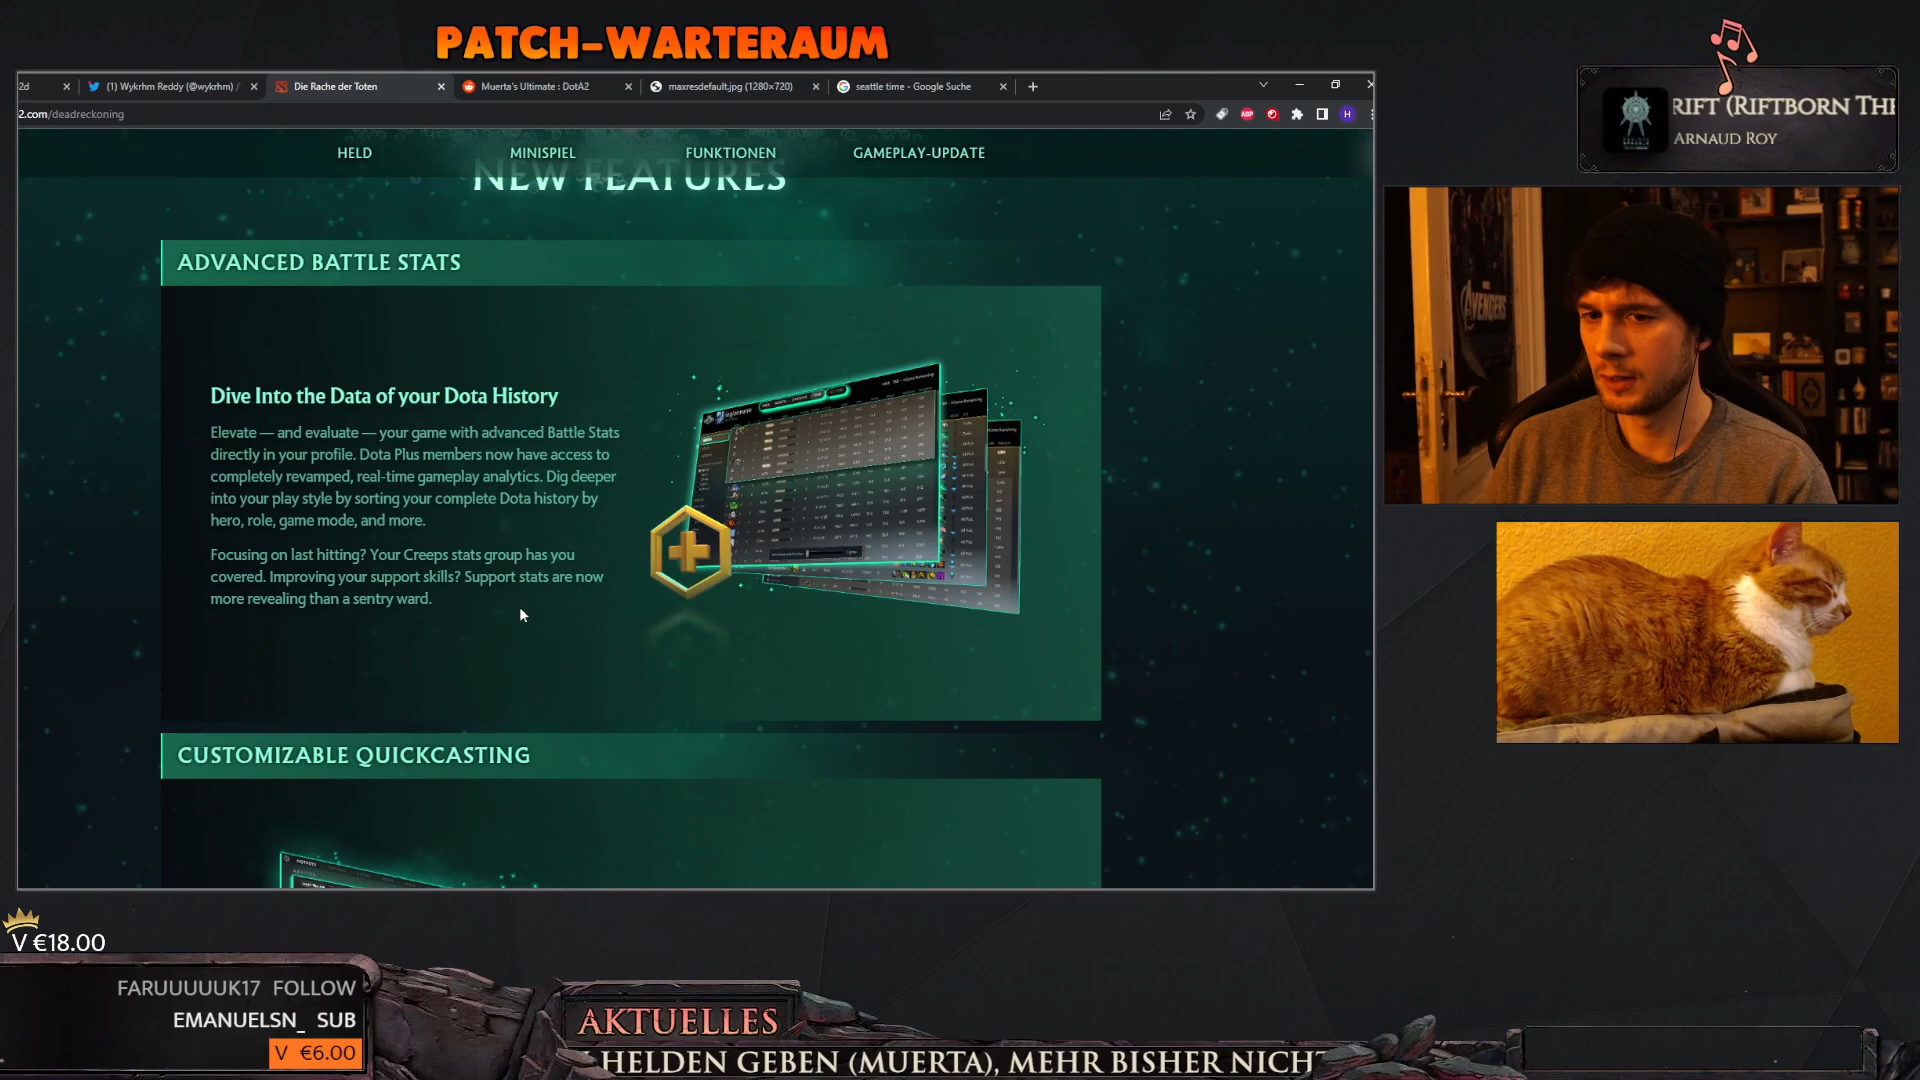 PATCH-WARTERAUM
2d
(1) Wykrhm Reddy (@wykrhm) /
Die Rache der Toten
Muerta's Ultimate : DotA2
maxresdefault.jpg (1280×720)
seattle time - Google Suche
2.com/deadreckoning
ABP
H
RIFT (RIFTBORN THE
ARNAUD ROY
HELD
MINISPIEL
FUNKTIONEN
GAMEPLAY-UPDATE
NEW FEATURES
ADVANCED BATTLE STATS
AVENGERS
Dive Into the Data of your Dota History
Elevate — and evaluate — your game with advanced Battle Stats
directly in your profile. Dota Plus members now have access to
completely revamped, real-time gameplay analytics. Dig deeper
into your play style by sorting your complete Dota history by
hero, role, game mode, and more.
Focusing on last hitting? Your Creeps stats group has you
covered. Improving your support skills? Support stats are now
more revealing than a sentry ward.
CUSTOMIZABLE QUICKCASTING
V €18.00
FARUUUUUK17 FOLLOW
EMANUELSN_ SUB
V €6.00
AKTUELLES
HELDEN GEBEN (MUERTA), MEHR BISHER NICHT